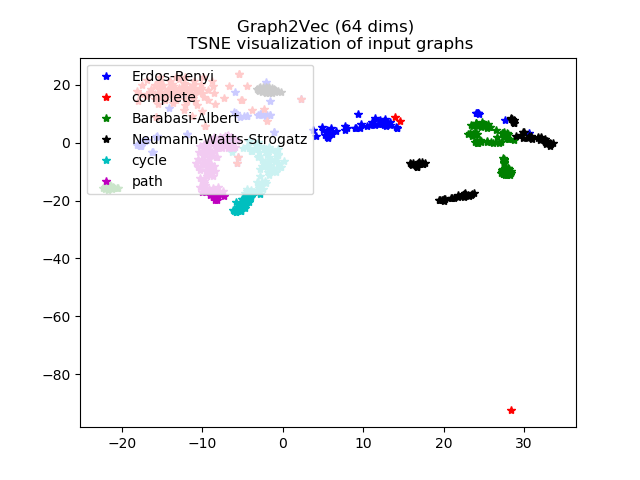 Graph2Vec (64 dims)
TSNE visualization of input graphs
Erdos-Renyi
complete
Barabasi-Albert
Neumann-Watts-Strogatz
cycle
path
20
0
−20
−40
−60
−80
−20
−10
0
10
20
30